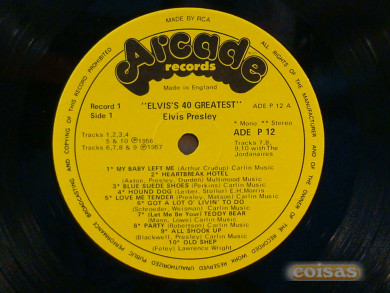 MADE BY RCA
ALL RIGHTS OF THE MANUFACTURER AND OF THE OWNER OF THE RECORDED WORK RESERVED UNAUTHORIZED PUBLIC PERFORMANCE BROADCASTING AND COPYING OF THIS RECORD PROHIBITED
Arcade
records
Made in England
Record 1
"ELVIS'S 40 GREATEST"
ADE P 12 A
Side 1
Elvis Presley
* Mono ** Stereo
Tracks 1,2,3,4
ADE P 12
5 & 10 Ⓟ1956
Tracks 7,8,
Tracks 6,7,8 & 9 Ⓟ1957
9,10 with The
Jordanaires
1* MY BABY LEFT ME (Arthur Crudup) Carlin Music
2* HEARTBREAK HOTEL
(Axton, Presley, Durden) Multimood Music
3* BLUE SUEDE SHOES (Perkins) Carlin Music
4* HOUND DOG (Leiber, Stoller) E.H.Morris
5* LOVE ME TENDER (Presley, Matson) Carlin Music
6* GOT A LOT O' LIVIN' TO DO
(Schroeder, Weisman) Carlin Music
7* (Let Me Be Your) TEDDY BEAR
(Mann, Lowe) Carlin Music
8* PARTY (Robertson) Carlin Music
9* ALL SHOOK UP
(Blackwell, Presley) Carlin Music
10* OLD SHEP
(Foley) Lawrence Wright
coisas